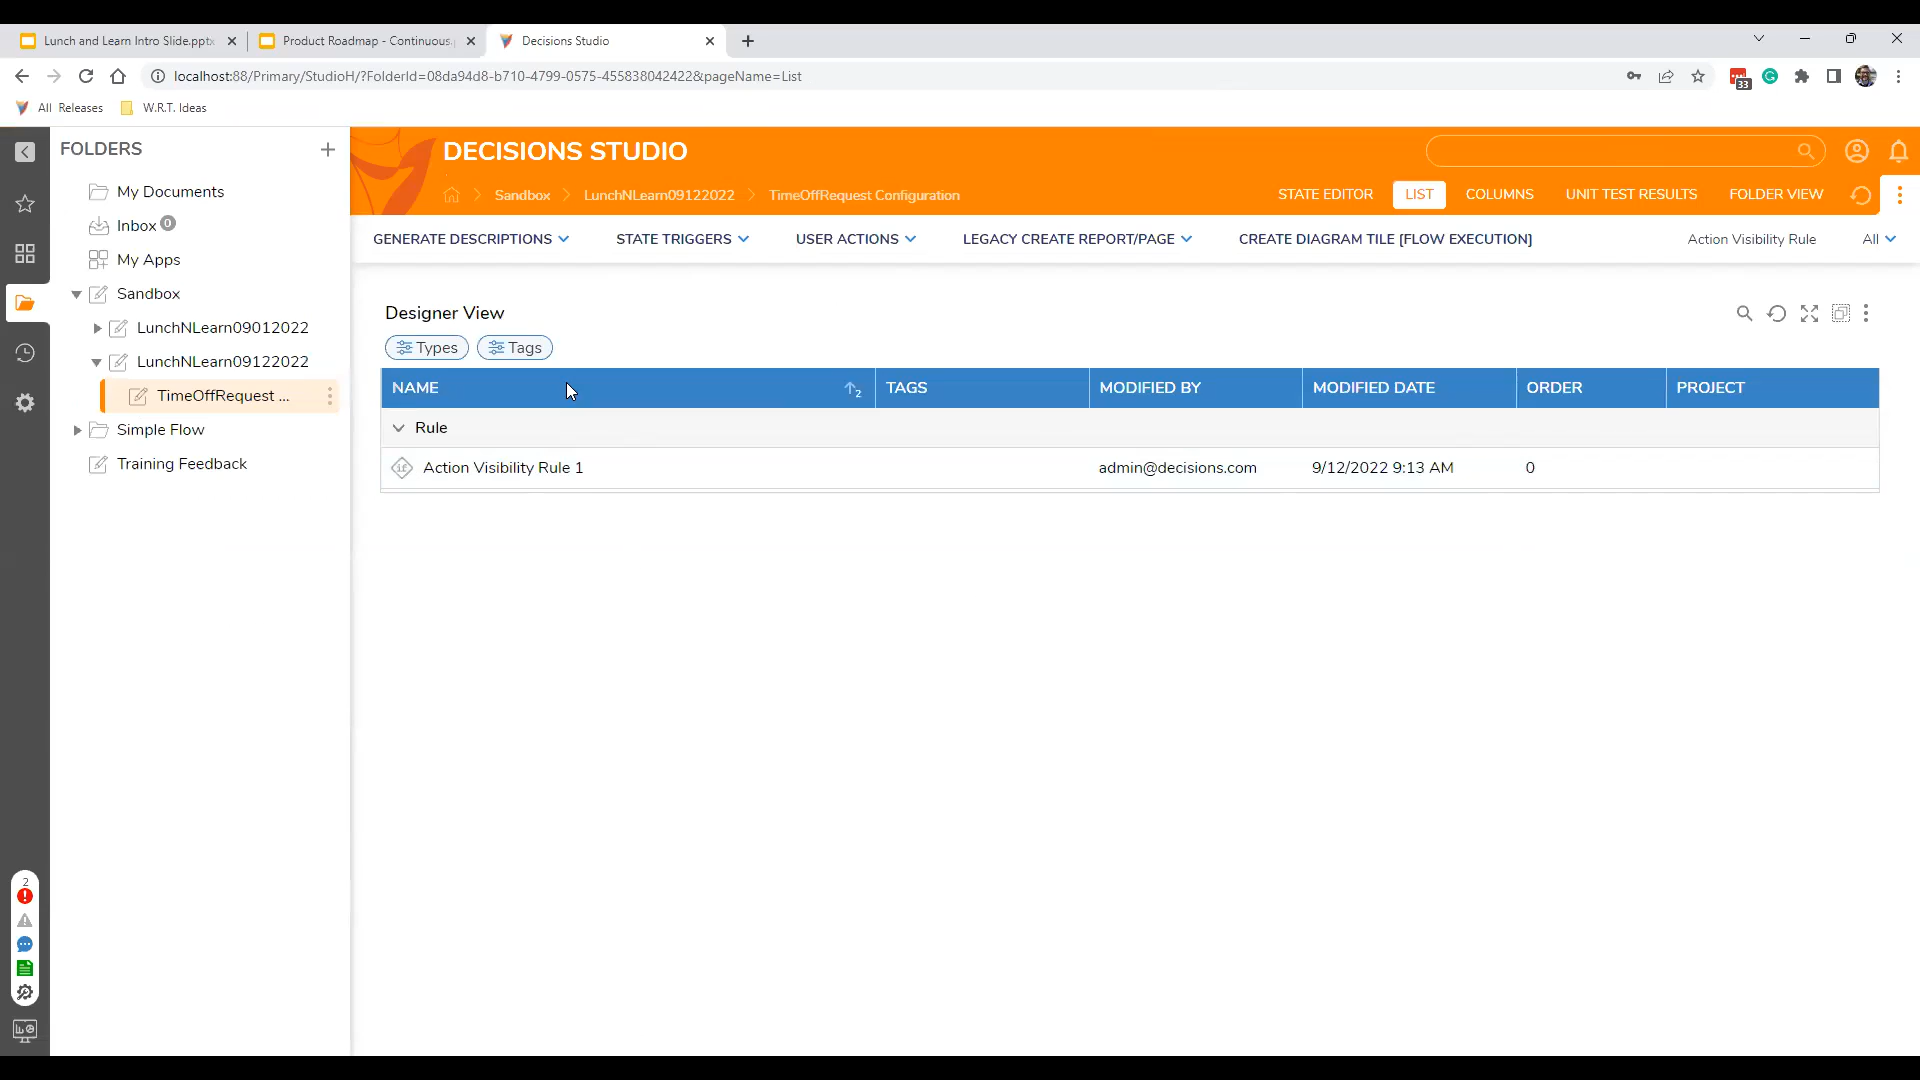 Lunch and Learn Intro Slide.pptx
Product Roadmap - Continuous.
Decisions Studio
localhost:88/Primary/StudioH/?FolderId=08da94d8-b710-4799-0575-455838042422&pageName=List
33
All Releases
W.R.T. Ideas
FOLDERS
My Documents
Inbox 0
My Apps
Sandbox
LunchNLearn09012022
LunchNLearn09122022
TimeOffRequest ...
Simple Flow
Training Feedback
2
DECISIONS STUDIO
Sandbox
LunchNLearn09122022
TimeOffRequest Configuration
STATE EDITOR
LIST
COLUMNS
UNIT TEST RESULTS
FOLDER VIEW
GENERATE DESCRIPTIONS
STATE TRIGGERS
USER ACTIONS
LEGACY CREATE REPORT/PAGE
CREATE DIAGRAM TILE [FLOW EXECUTION]
Action Visibility Rule
All
Designer View
Types
Tags
NAME 2 TAGS MODIFIED BY MODIFIED DATE ORDER PROJECT
Rule
if Action Visibility Rule 1 admin@decisions.com 9/12/2022 9:13 AM 0